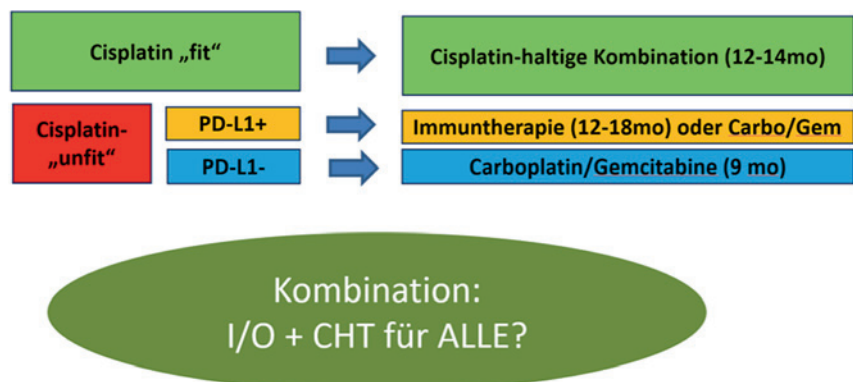 Cisplatin „fit“
Cisplatin-haltige Kombination (12-14mo)
Cisplatin-
„unfit“
PD-L1+
Immuntherapie (12-18mo) oder Carbo/Gem
PD-L1-
Carboplatin/Gemcitabine (9 mo)
Kombination:
I/O + CHT für ALLE?